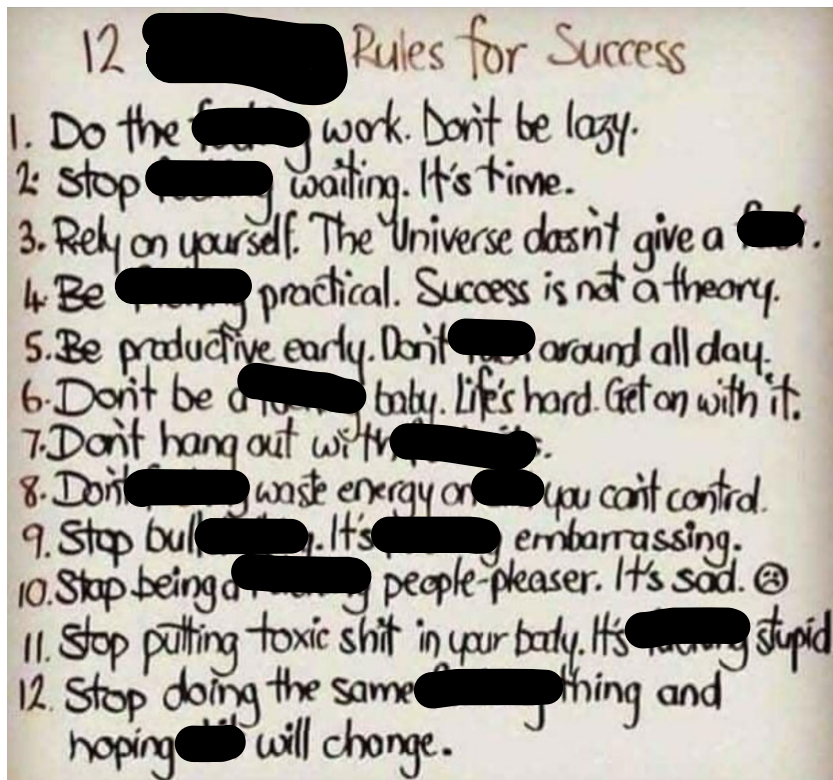 12 Rules for Success
1. Do the work. Don't be lazy.
2. Stop waiting. It's time.
3. Rely on yourself. The Universe doesn't give a .
4. Be practical. Success is not a theory.
5. Be productive early. Don't around all day.
6. Don't be a baby. Life's hard. Get on with it.
7. Don't hang out with .
8. Don't waste energy on you can't control.
9. Stop bull . It's embarrassing.
10. Stop being a people-pleaser. It's sad. ☹
11. Stop putting toxic shit in your body. It's stupid
12. Stop doing the same thing and
hoping will change.